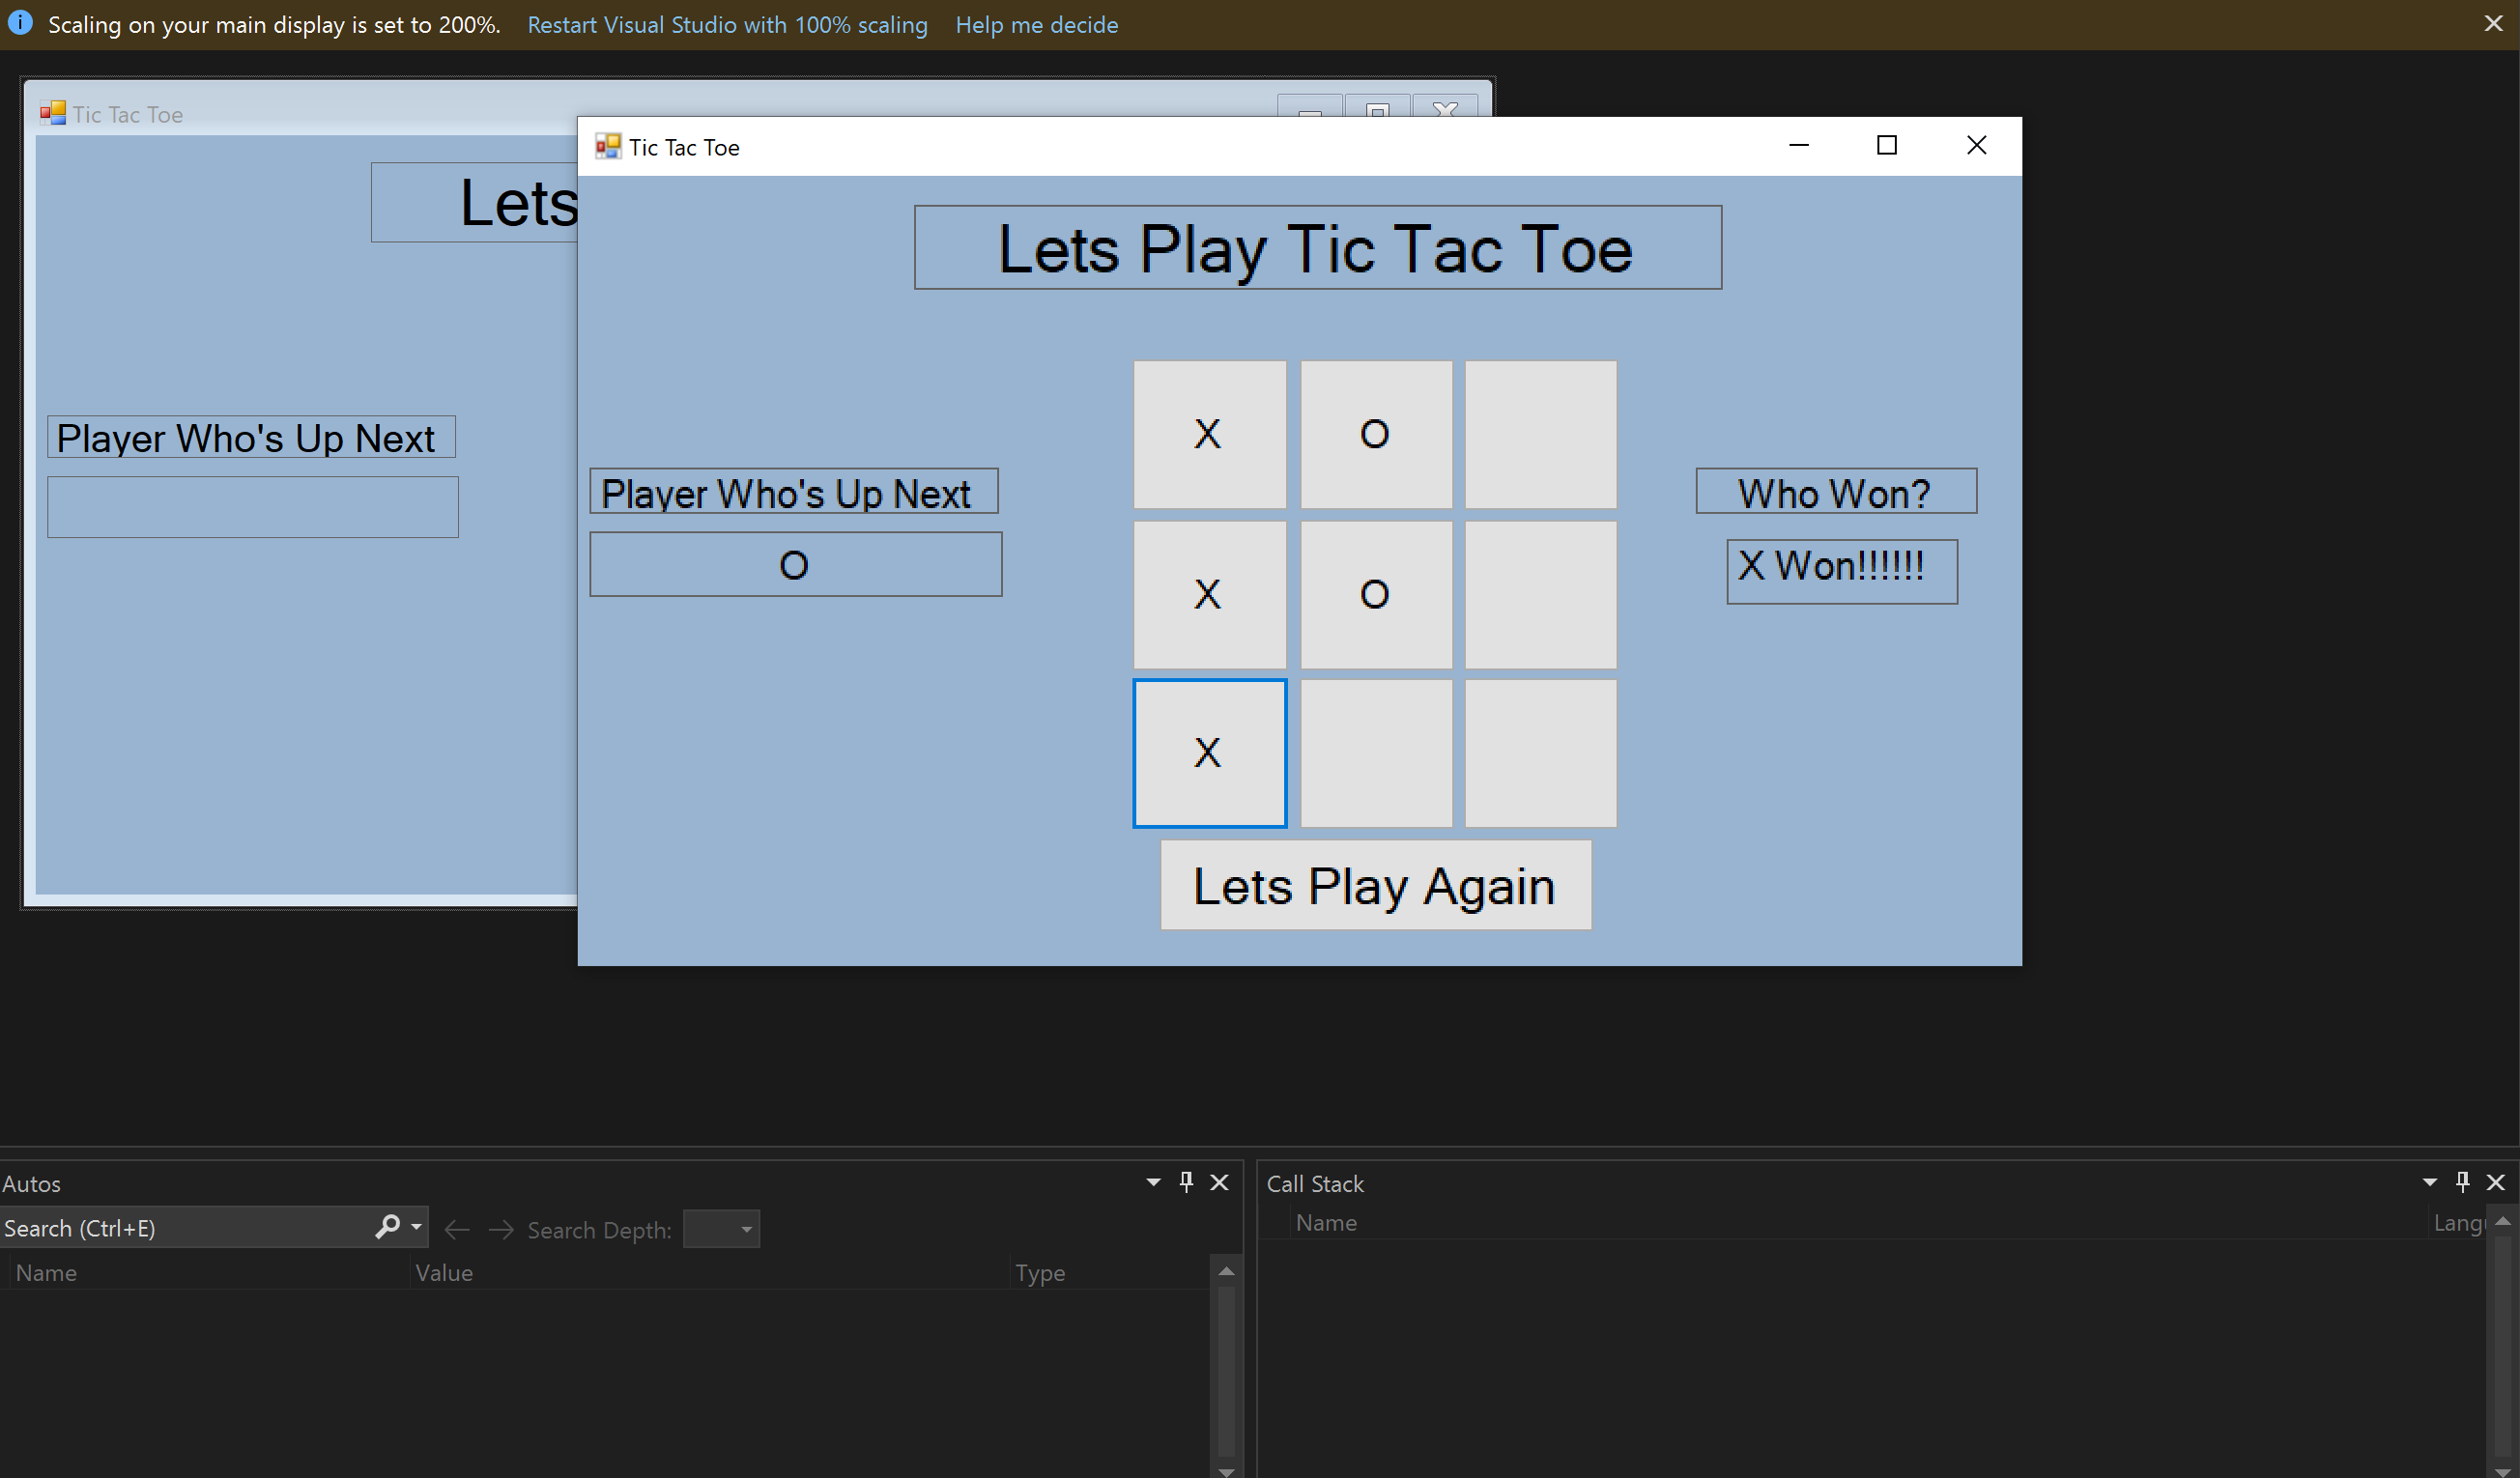 Scaling on your main display is set to 200%. Restart Visual Studio with 100% scaling Help me decide
Tic Tac Toe
Lets
Player Who's Up Next
Tic Tac Toe
Lets Play Tic Tac Toe
Player Who's Up Next
O
X O
X O
X
Who Won?
X Won!!!!!!
Lets Play Again
Autos
Search (Ctrl+E) Search Depth:
Name Value Type
Call Stack
Name Langu